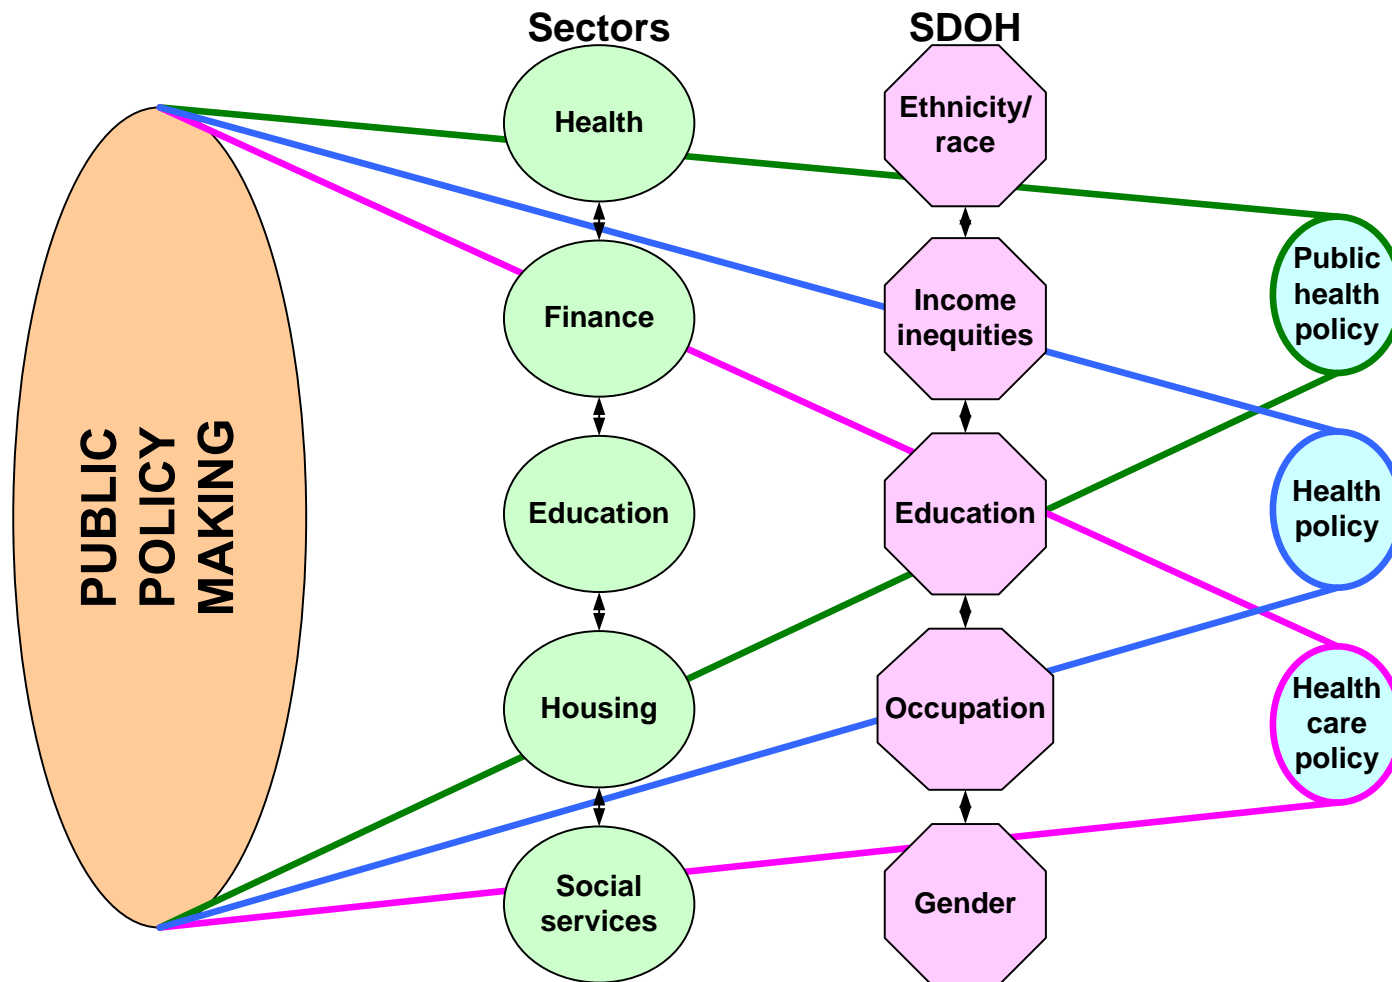 Sectors
SDOH
PUBLIC
POLICY
MAKING
Health
Finance
Education
Housing
Social
services
Ethnicity/
race
Income
inequities
Education
Occupation
Gender
Public
health
policy
Health
policy
Health
care
policy